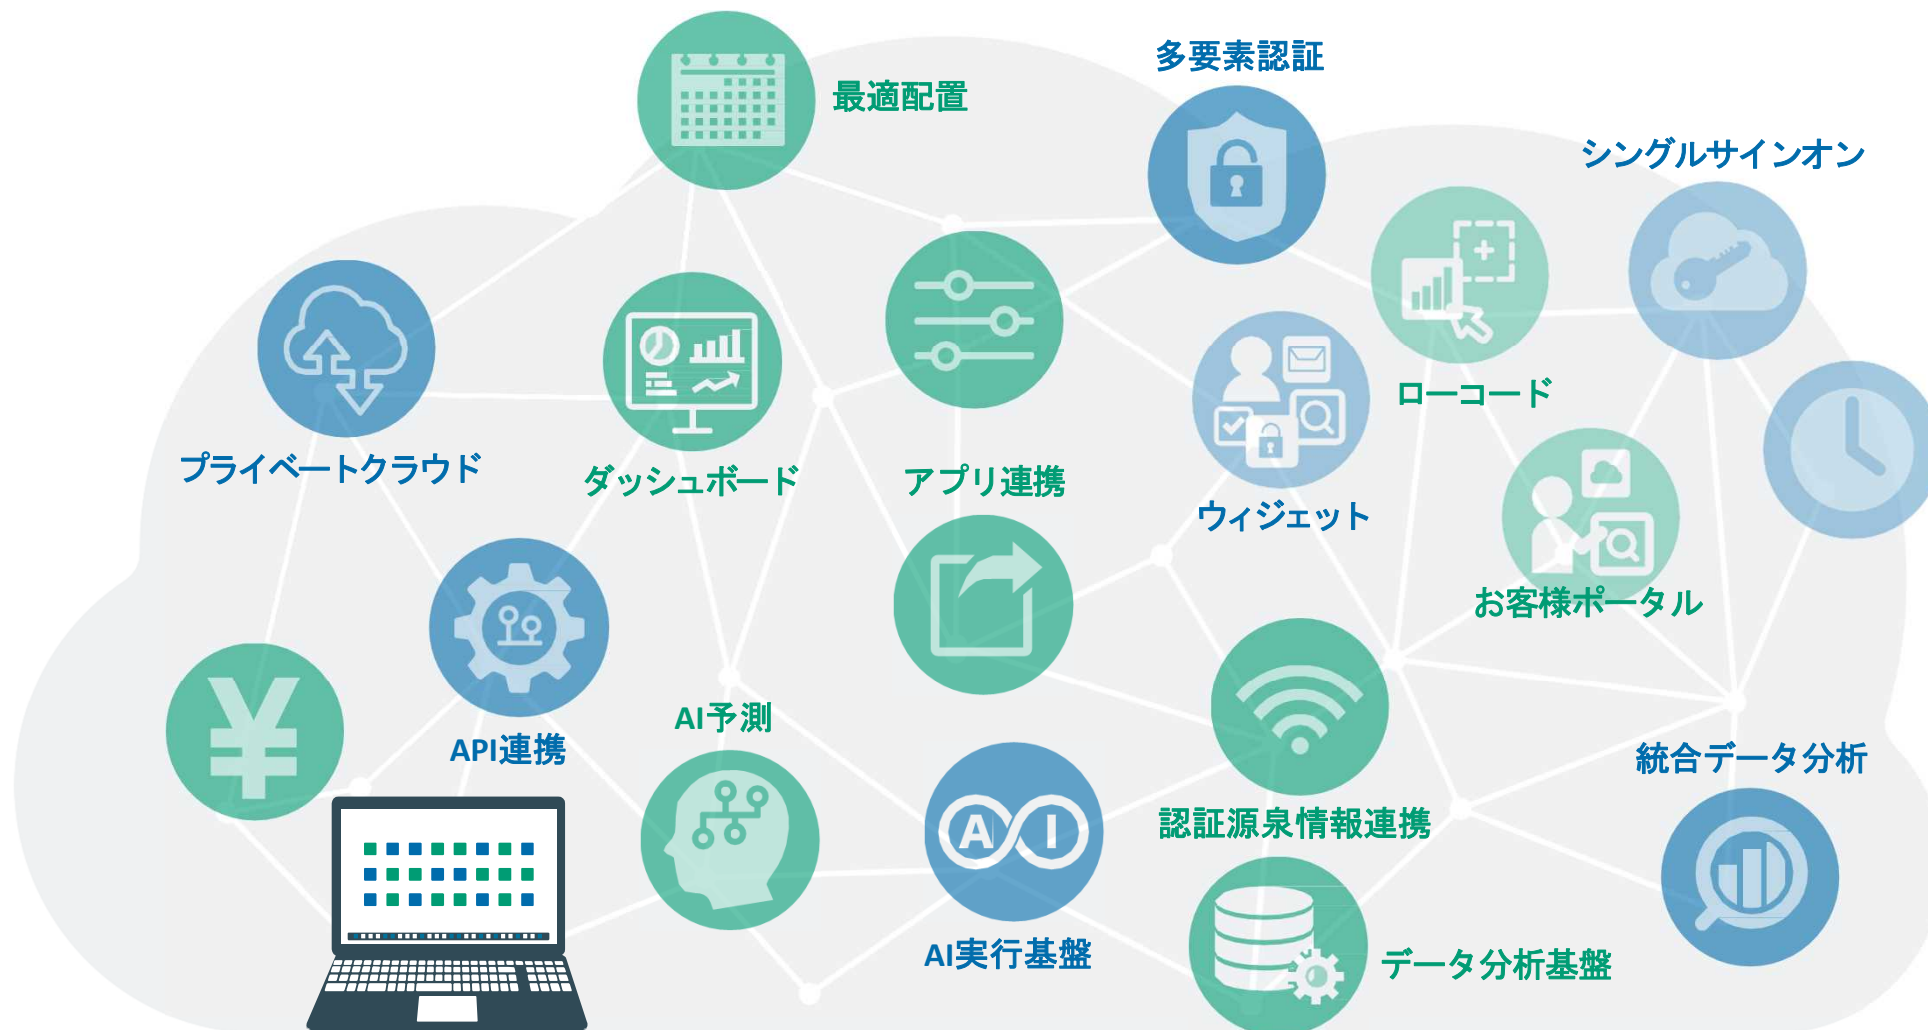 多要素認証
最適配置
シングルサインオン
ローコード
プライベートクラウド
ダッシュボード
アプリ連携
ウィジェット
お客様ポータル
¥
AI予測
API連携
統合データ分析
認証源泉情報連携
AI
AI実行基盤
データ分析基盤